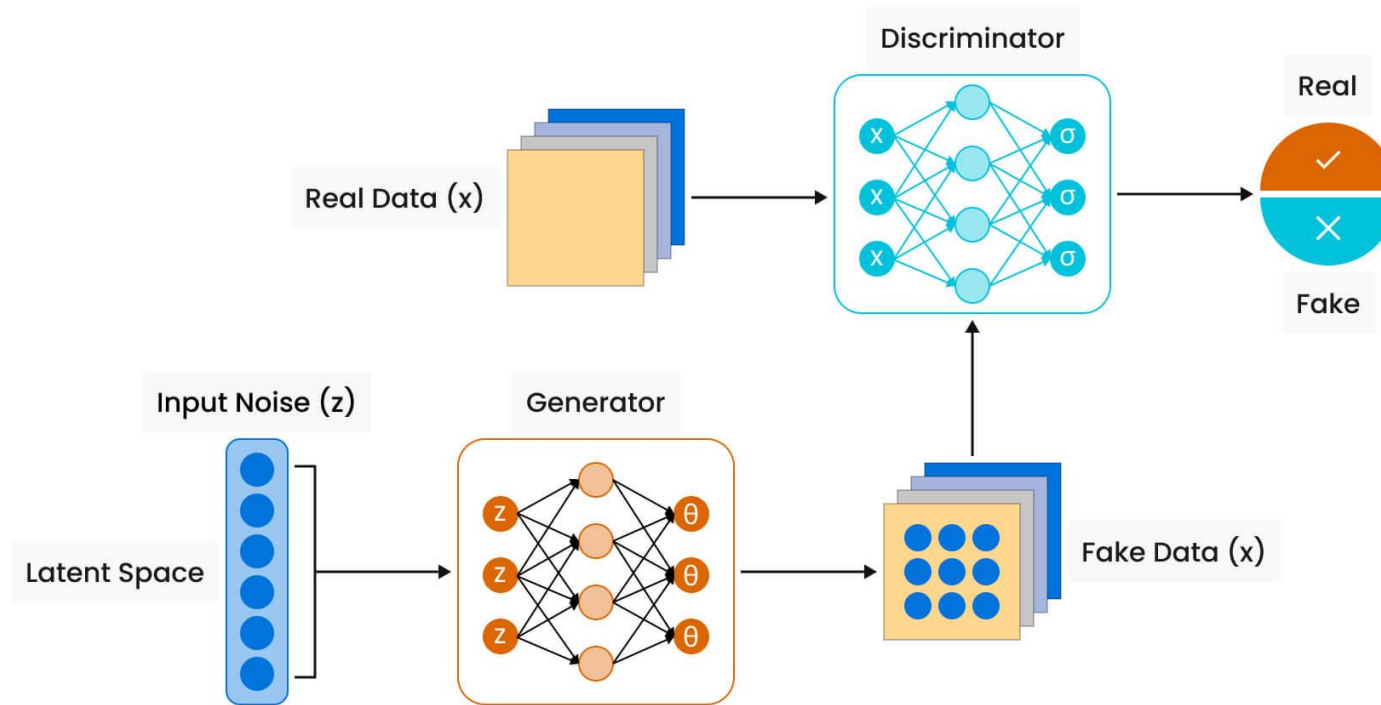 Discriminator
Real
x
σ
Real Data (x)
x
σ
x
σ
Fake
Input Noise (z)
Generator
z
θ
Latent Space
z
θ
Fake Data (x)
z
θ